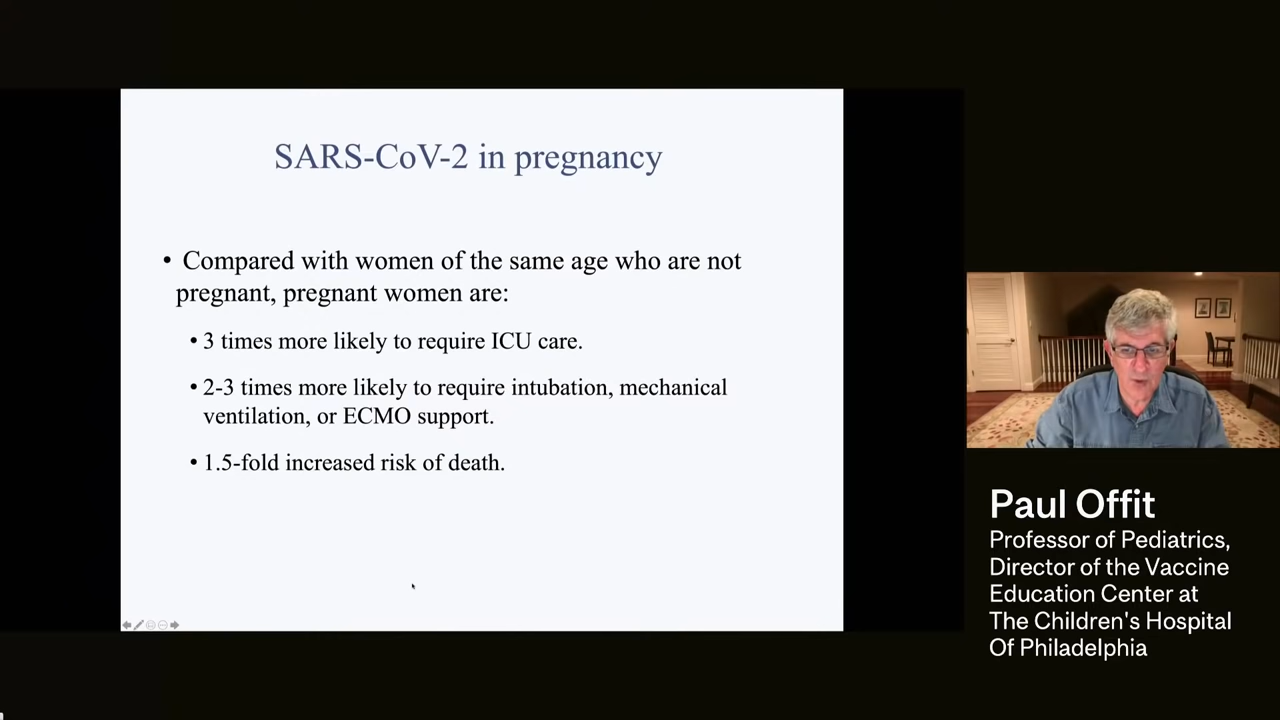 SARS-CoV-2 in pregnancy
• Compared with women of the same age who are not
pregnant, pregnant women are:
• 3 times more likely to require ICU care.
• 2-3 times more likely to require intubation, mechanical
ventilation, or ECMO support.
• 1.5-fold increased risk of death.
Paul Offit
Professor of Pediatrics,
Director of the Vaccine
Education Center at
The Children's Hospital
Of Philadelphia